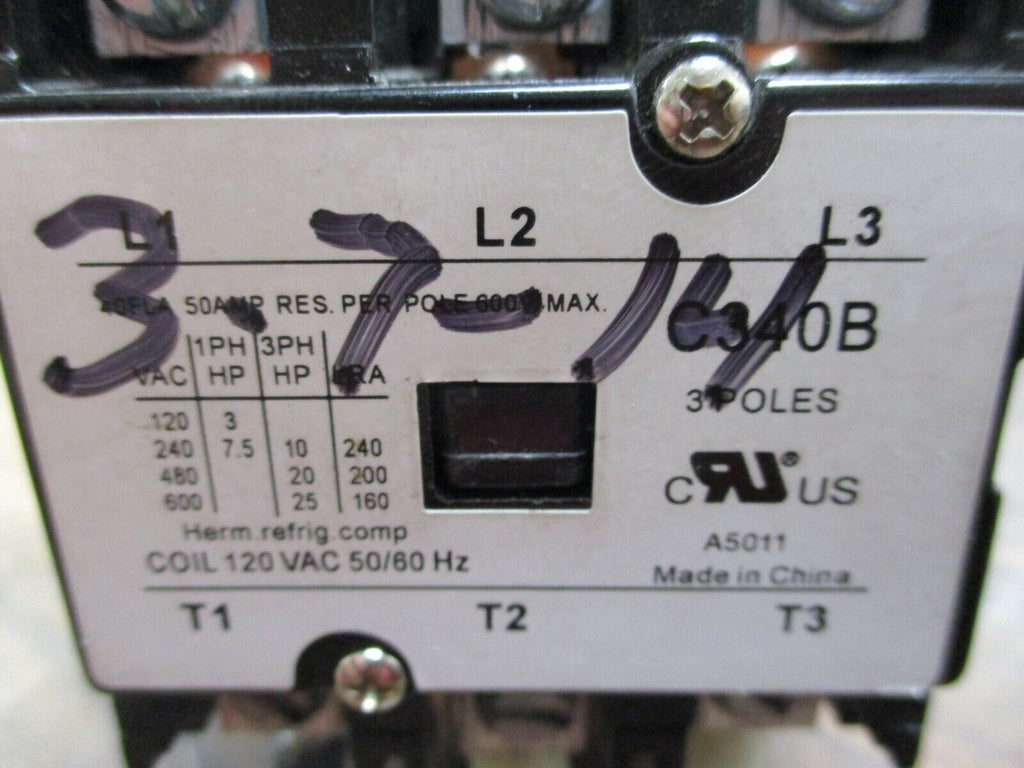 L1 L2 L3
3.7-14
40FLA 50AMP RES. PER POLE 600V MAX.
C340B
1PH 3PH
VAC HP HP LRA
3 POLES
120 3
240 7.5 10 240
480 20 200
600 25 160
CRU® US
Herm.refrig.comp
A5011
COIL 120 VAC 50/60 Hz
Made in China
T1 T2 T3